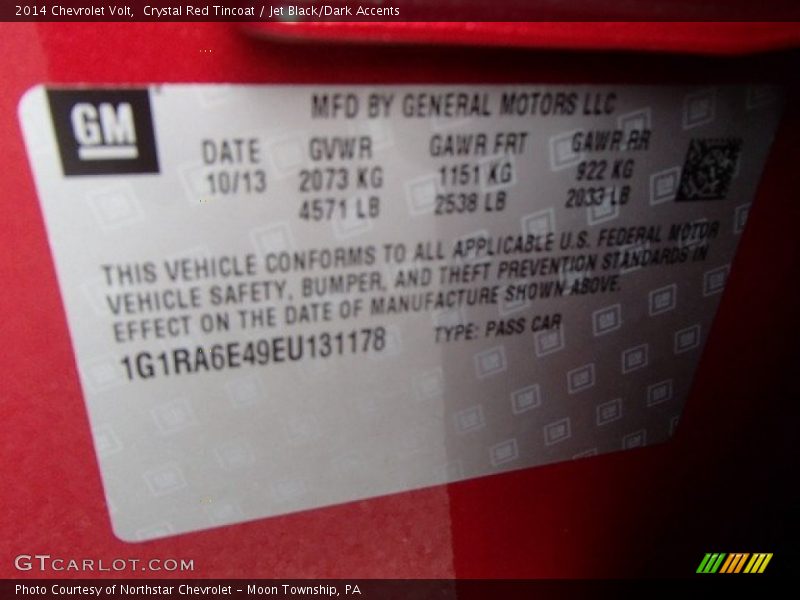 2014 Chevrolet Volt,  Crystal Red Tincoat / Jet Black/Dark Accents
GM
MFD BY GENERAL MOTORS LLC
DATE GVWR GAWR FRT GAWR RR
10/13 2073 KG 1151 KG 922 KG
4571 LB 2538 LB 2033 LB
THIS VEHICLE CONFORMS TO ALL APPLICABLE U.S. FEDERAL MOTOR
VEHICLE SAFETY, BUMPER, AND THEFT PREVENTION STANDARDS IN
EFFECT ON THE DATE OF MANUFACTURE SHOWN ABOVE.
1G1RA6E49EU131178 TYPE: PASS CAR
GTCARLOT.COM
Photo Courtesy of Northstar Chevrolet - Moon Township, PA